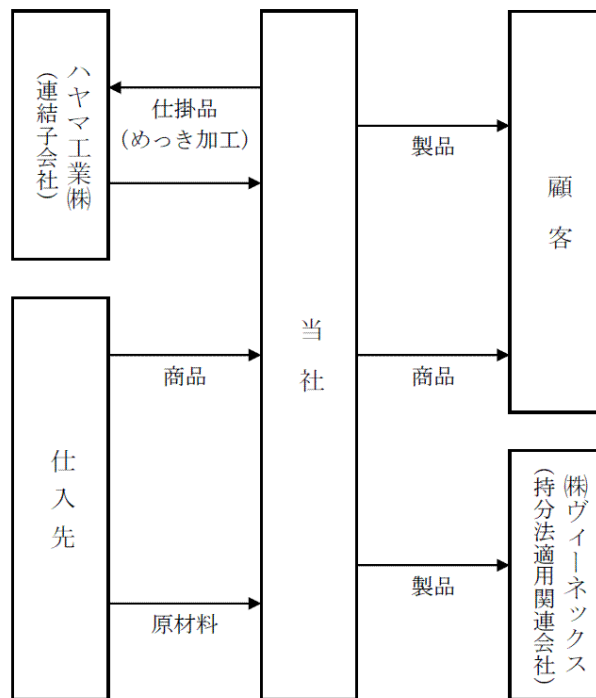 ハヤマ工業㈱
(連結子会社)
仕掛品
(めっき加工)
仕入先
商品
原材料
当社
製品
商品
製品
顧客
㈱ヴィーネックス
(持分法適用関連会社)